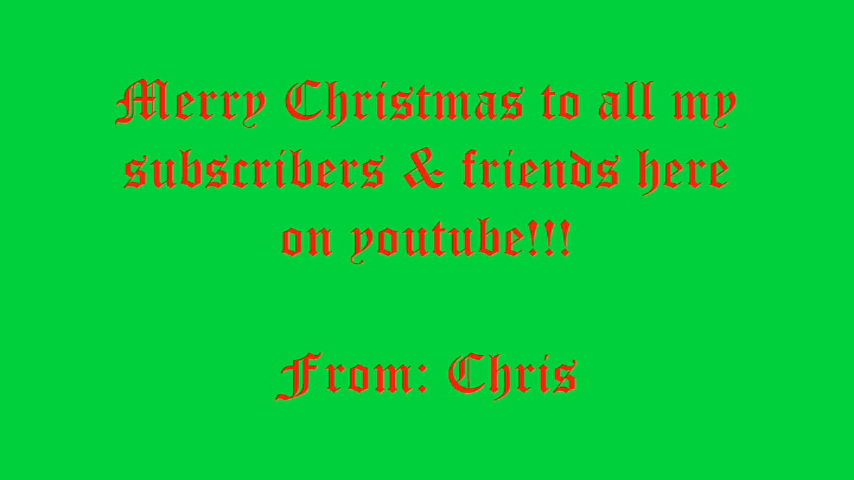 Merry Christmas to all my
subscribers & friends here
on youtube!!!
From: Chris